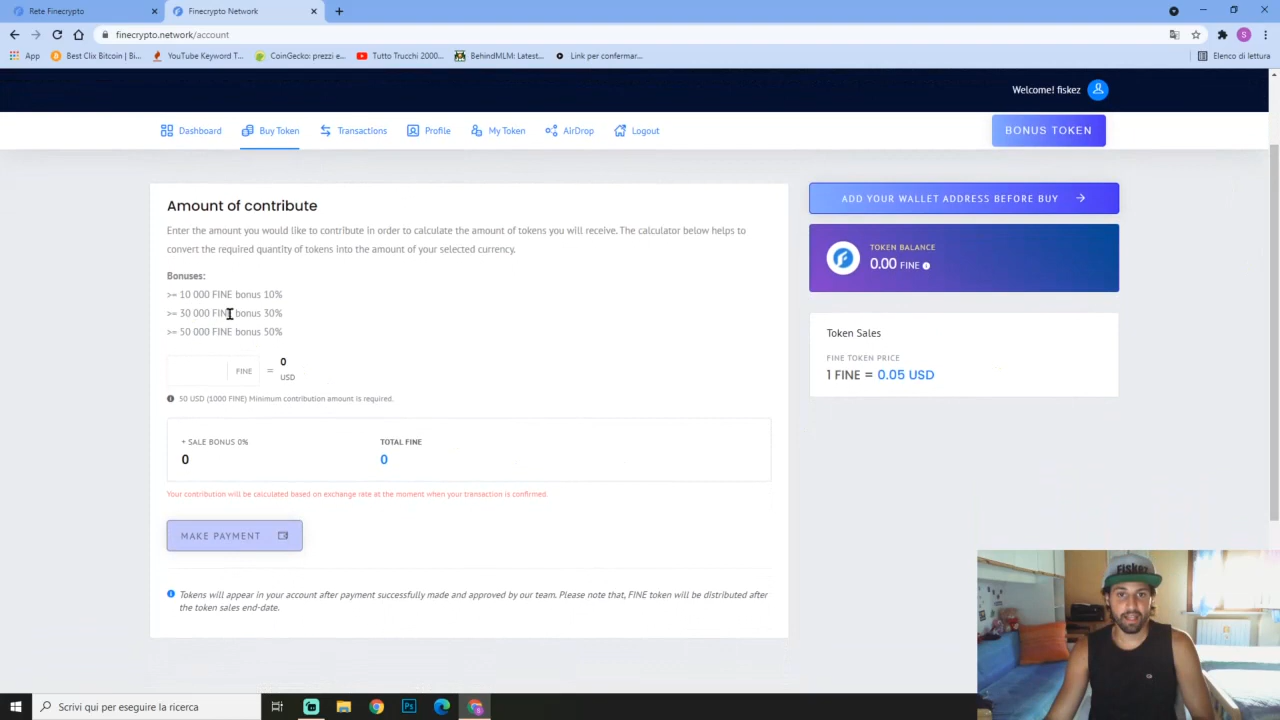 Rete Finecrypto
Finecrypto Network
finecrypto.network/account
App
Best Clix Bitcoin | Bi...
YouTube Keyword T...
CoinGecko: prezzi e...
Tutto Trucchi 2000...
BehindMLM: Latest...
Link per confermar...
Elenco di lettura
Welcome! fiskez
Dashboard
Buy Token
Transactions
Profile
My Token
AirDrop
Logout
BONUS TOKEN
Amount of contribute
Enter the amount you would like to contribute in order to calculate the amount of tokens you will receive. The calculator below helps to
convert the required quantity of tokens into the amount of your selected currency.
Bonuses:
>= 10 000 FINE bonus 10%
>= 30 000 FINE bonus 30%
>= 50 000 FINE bonus 50%
FINE
=
0
USD
50 USD (1000 FINE) Minimum contribution amount is required.
+ SALE BONUS 0%
0
TOTAL FINE
0
Your contribution will be calculated based on exchange rate at the moment when your transaction is confirmed.
MAKE PAYMENT
Tokens will appear in your account after payment successfully made and approved by our team. Please note that, FINE token will be distributed after
the token sales end-date.
ADD YOUR WALLET ADDRESS BEFORE BUY
TOKEN BALANCE
0.00 FINE
Token Sales
FINE TOKEN PRICE
1 FINE = 0.05 USD
FISKEZ
Scrivi qui per eseguire la ricerca